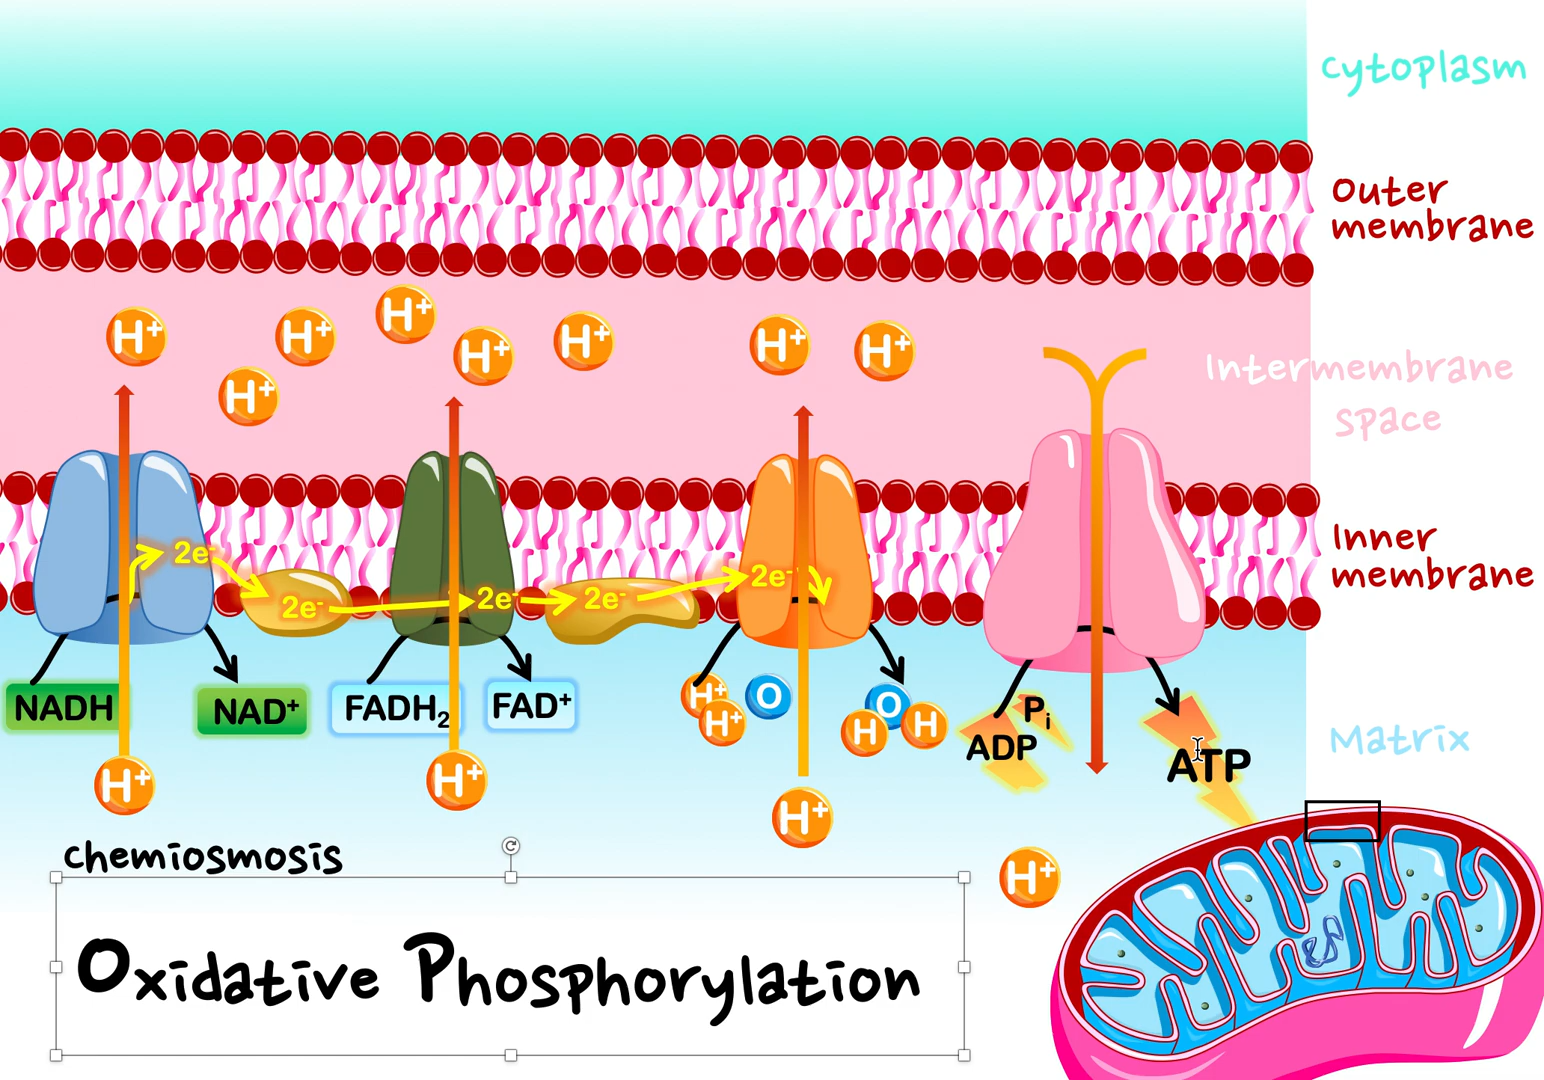 Cytoplasm
Outer
membrane
H⁺
H⁺
H⁺
H⁺
H⁺
H⁺
H⁺
H⁺
Intermembrane
Space
Inner
membrane
2e⁻
2e⁻
2e⁻
2e⁻
2e⁻
NADH
NAD⁺
FADH₂
FAD⁺
H⁺
H⁺
O
O
H
H
Pᵢ
ADP
ATP
Matrix
H⁺
H⁺
H⁺
H⁺
Chemiosmosis
Oxidative Phosphorylation